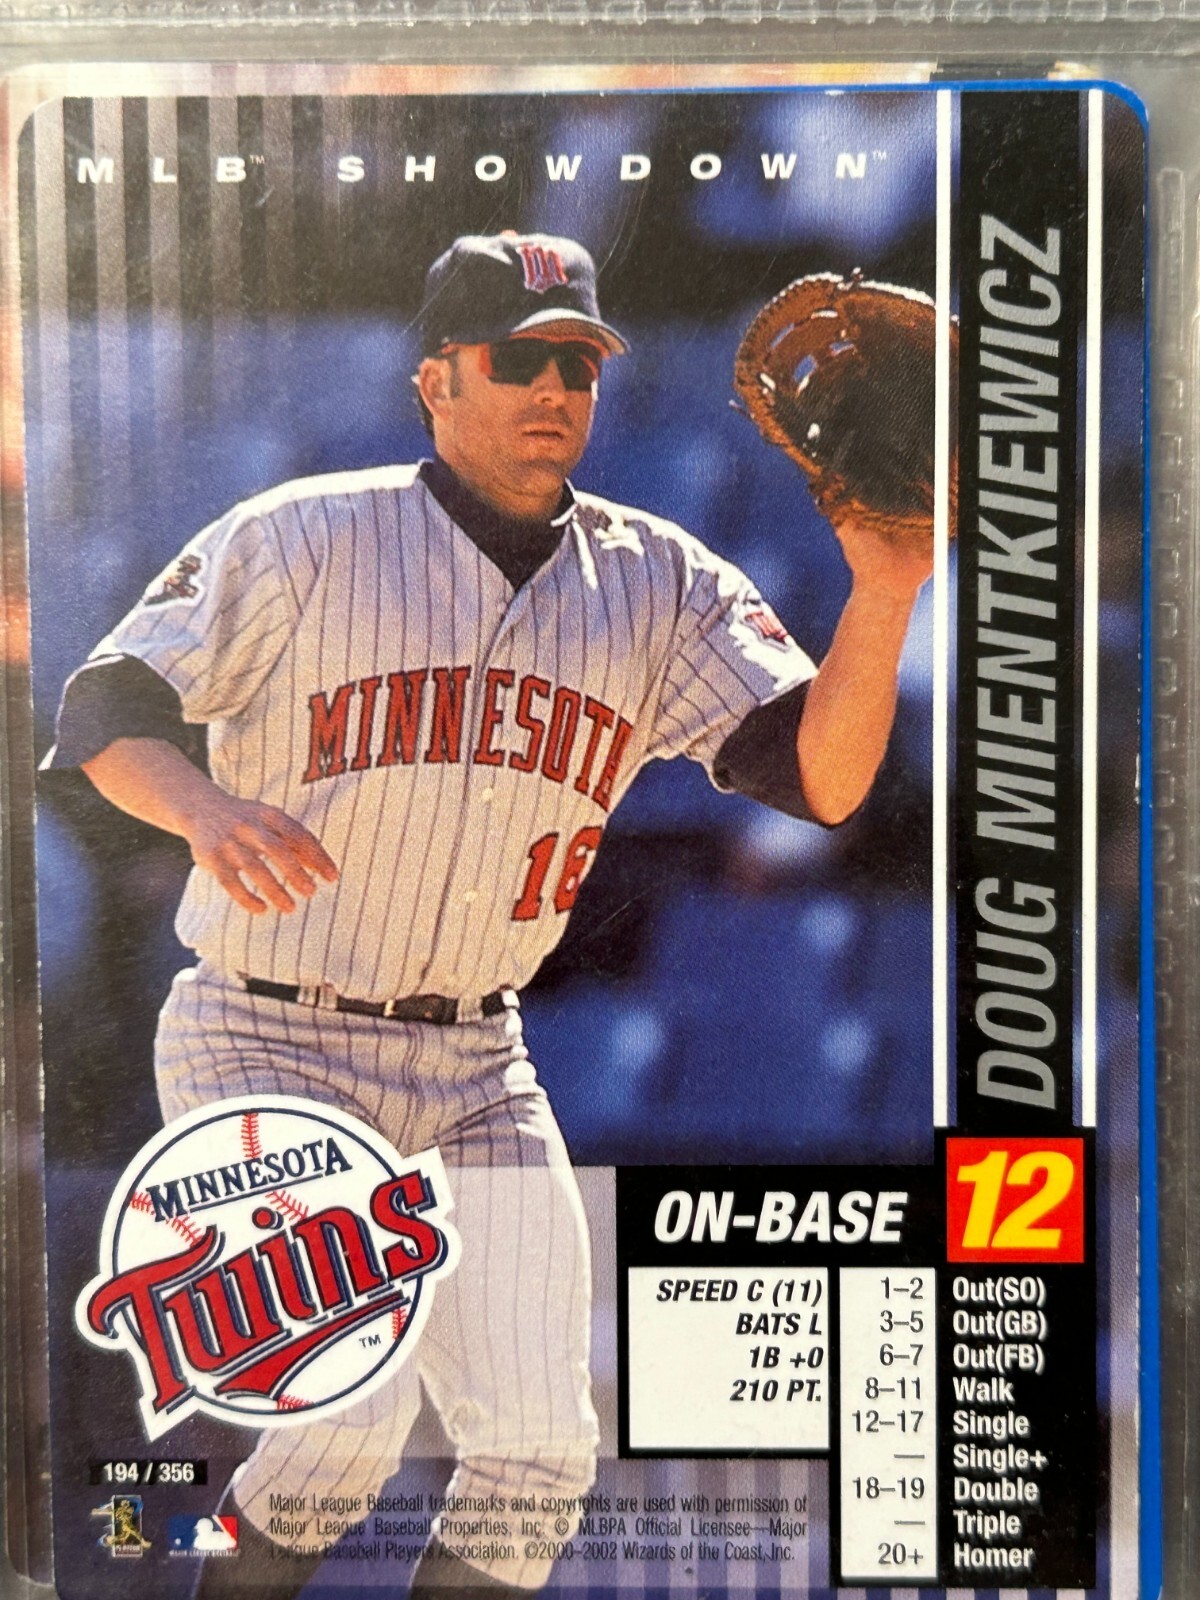 MLB™ SHOWDOWN™
DOUG MIENTKIEWICZ
MINNESOTA
16
MINNESOTA
Twins
TM
ON-BASE 12
SPEED C (11)
BATS L
1B +0
210 PT.
1–2 Out(SO)
3–5 Out(GB)
6–7 Out(FB)
8–11 Walk
12–17 Single
— Single+
18–19 Double
— Triple
20+ Homer
194 / 356
Major League Baseball trademarks and copyrights are used with permission of
Major League Baseball Properties, Inc. © MLBPA Official Licensee—Major
League Baseball Players Association. ©2000–2002 Wizards of the Coast, Inc.